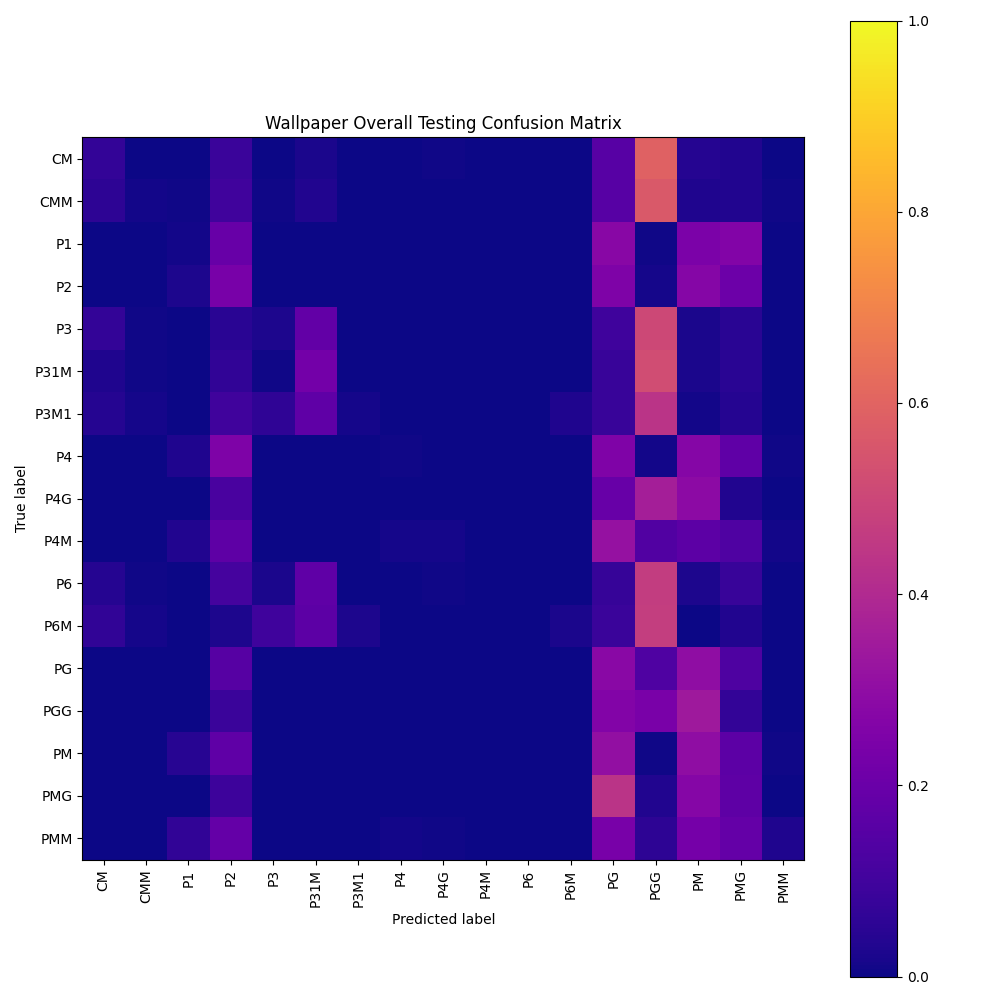 Wallpaper Overall Testing Confusion Matrix
True label
CM
CMM
P1
P2
P3
P31M
P3M1
P4
P4G
P4M
P6
P6M
PG
PGG
PM
PMG
PMM
CM
CMM
P1
P2
P3
P31M
P3M1
P4
P4G
P4M
P6
P6M
PG
PGG
PM
PMG
PMM
Predicted label
1.0
0.8
0.6
0.4
0.2
0.0